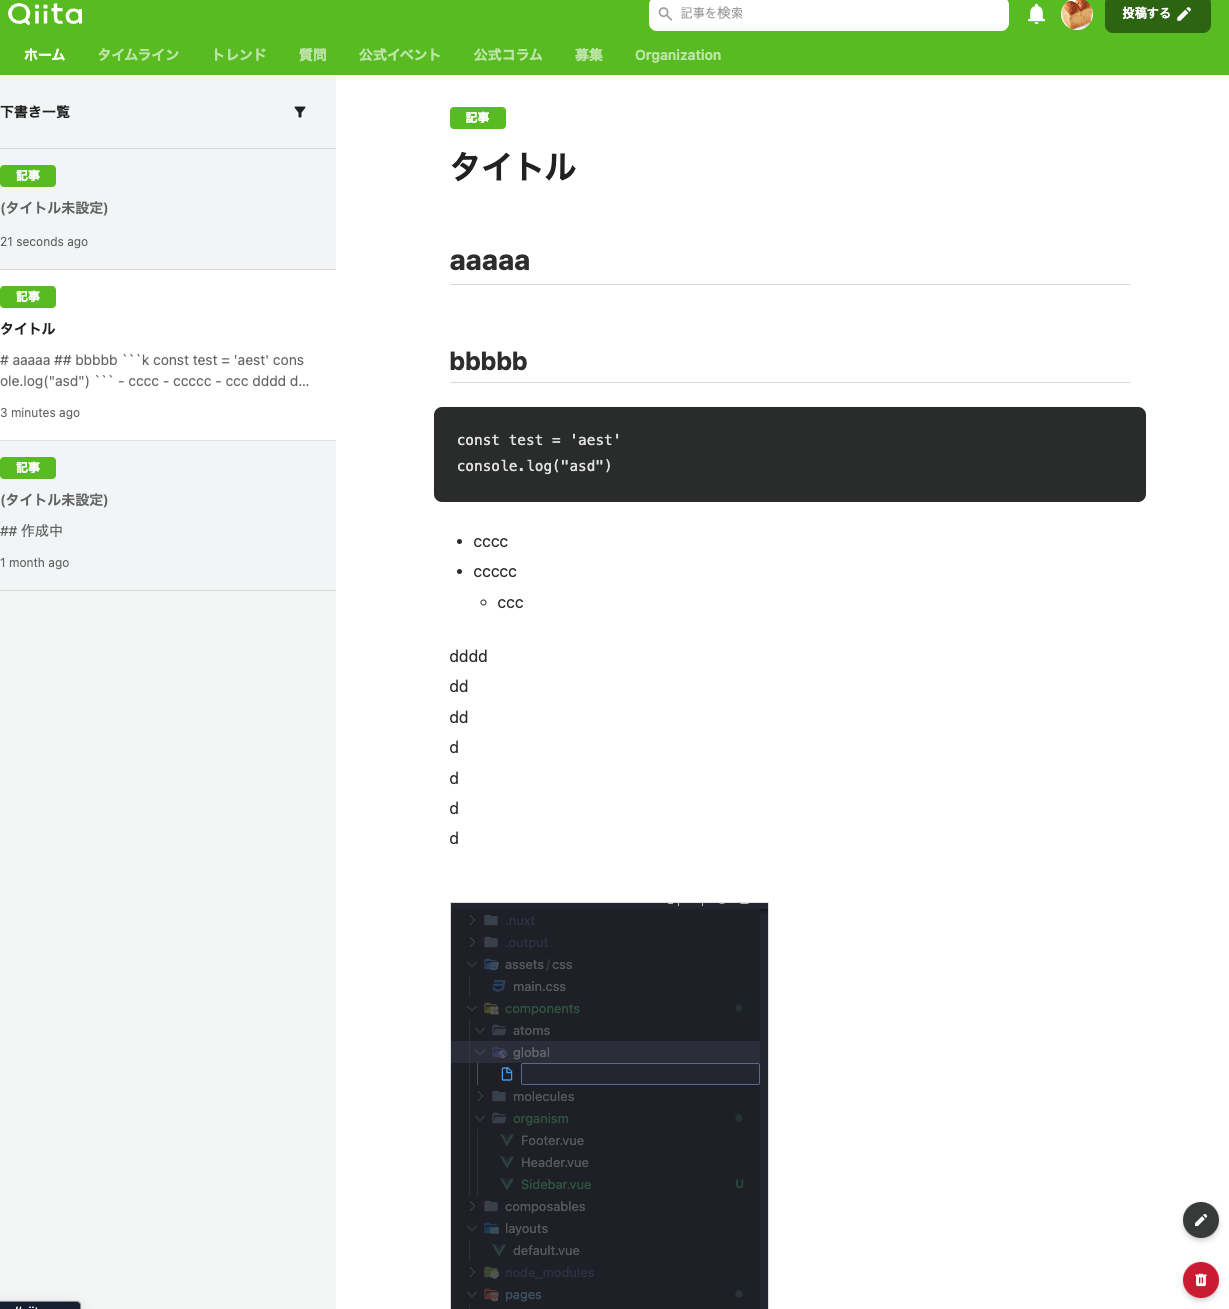 Qiita
記事を検索
投稿する
ホーム タイムライン トレンド 質問 公式イベント 公式コラム 募集 Organization
下書き一覧
記事
(タイトル未設定)
21 seconds ago
記事
タイトル
# aaaaa ## bbbbb ```k const test = 'aest' cons
ole.log("asd") ``` - cccc - ccccc - ccc dddd d...
3 minutes ago
記事
(タイトル未設定)
## 作成中
1 month ago
記事
タイトル
aaaaa
bbbbb
const test = 'aest'
console.log("asd")
cccc
ccccc
ccc
dddd
dd
dd
d
d
d
d
.nuxt
.output
assets/css
main.css
components
atoms
global
molecules
organism
Footer.vue
Header.vue
Sidebar.vue U
composables
layouts
default.vue
node_modules
pages